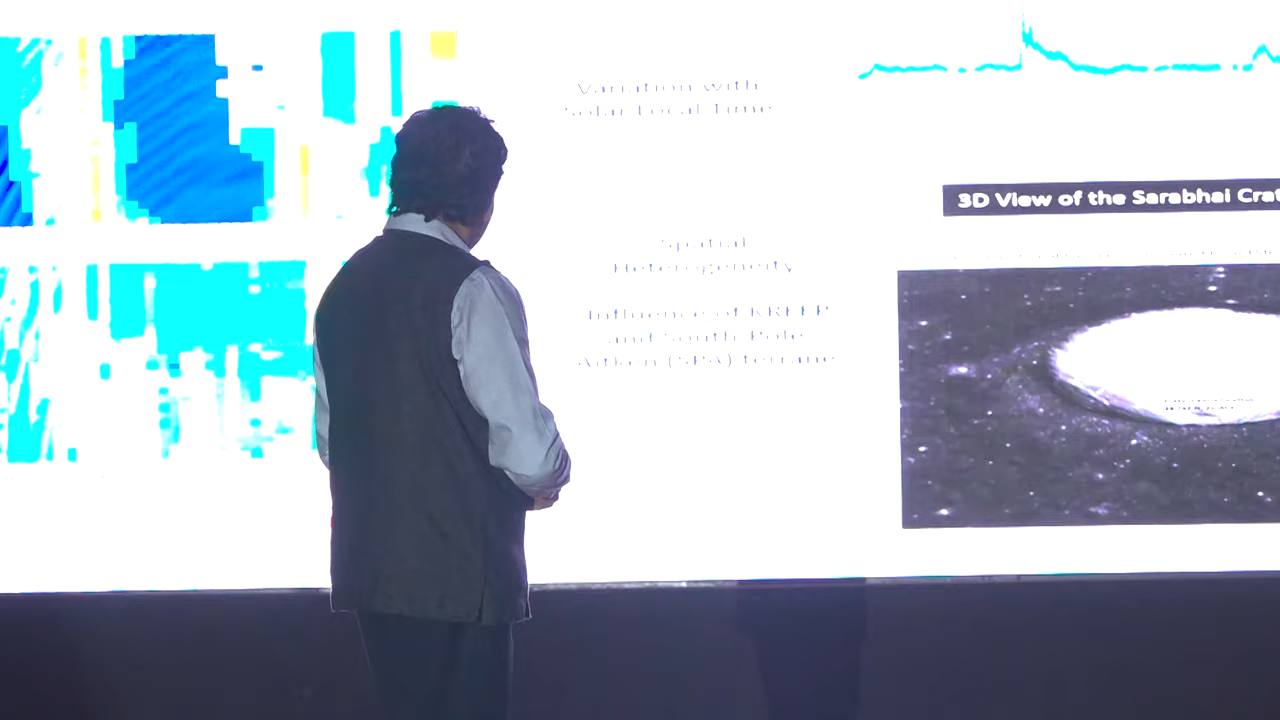 Variation with
Solar Local Time
3D View of the Sarabhai Crat
Spatial
Heterogeneity
Influence of KREEP
and South Pole
Aitken (SPA) terrane